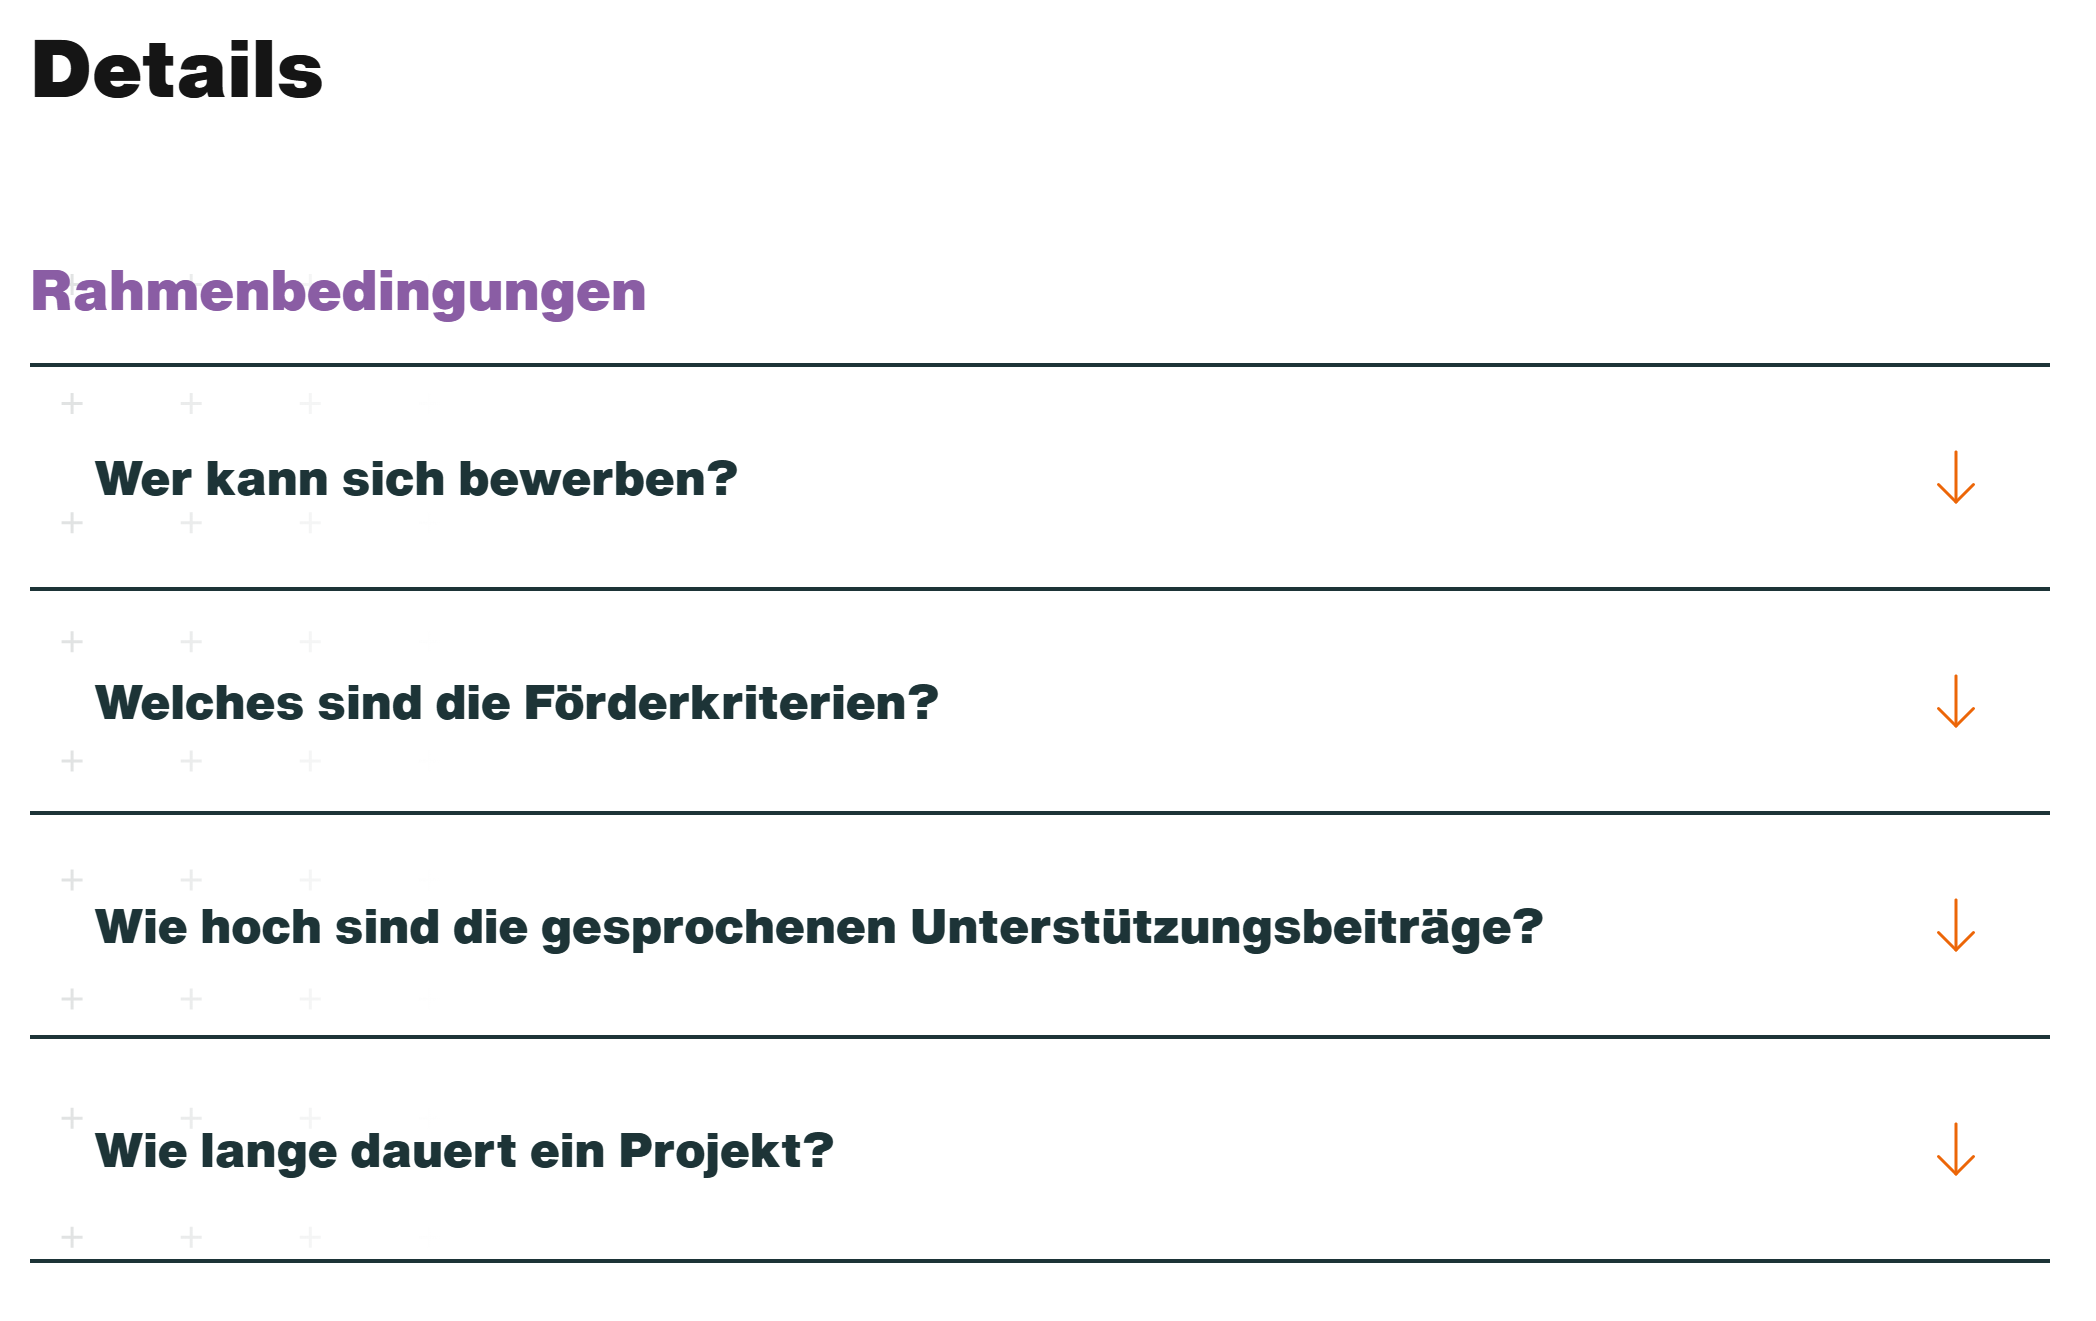 Details
Rahmenbedingungen
Wer kann sich bewerben?
Welches sind die Förderkriterien?
Wie hoch sind die gesprochenen Unterstützungsbeiträge?
Wie lange dauert ein Projekt?